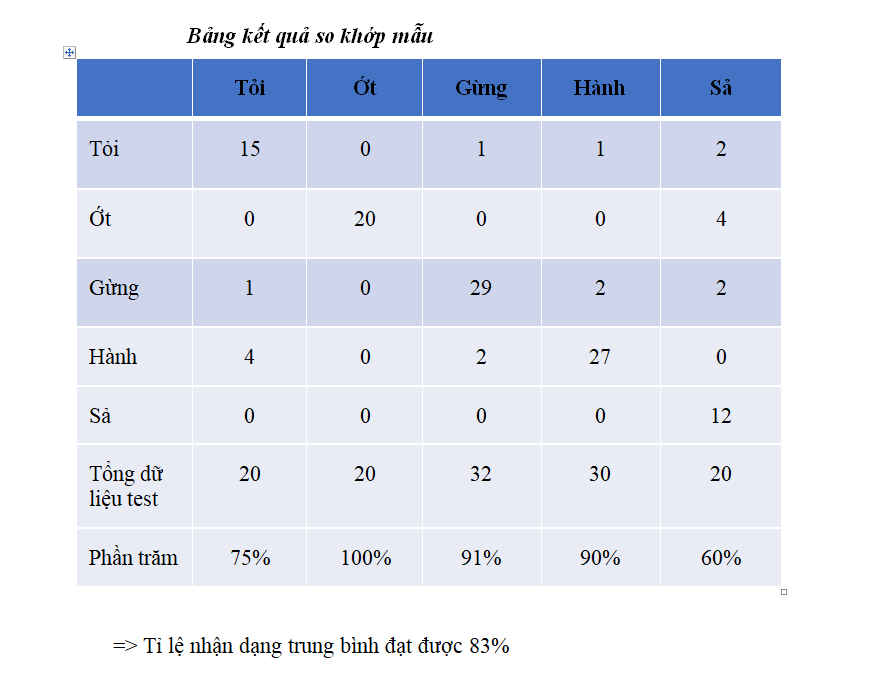 Bảng kết quả so khớp mẫu
Tỏi Ớt Gừng Hành Sả
Tỏi 15 0 1 1 2
Ớt 0 20 0 0 4
Gừng 1 0 29 2 2
Hành 4 0 2 27 0
Sả 0 0 0 0 12
Tổng dữ
liệu test 20 20 32 30 20
Phần trăm 75% 100% 91% 90% 60%
=> Tỉ lệ nhận dạng trung bình đạt được 83%